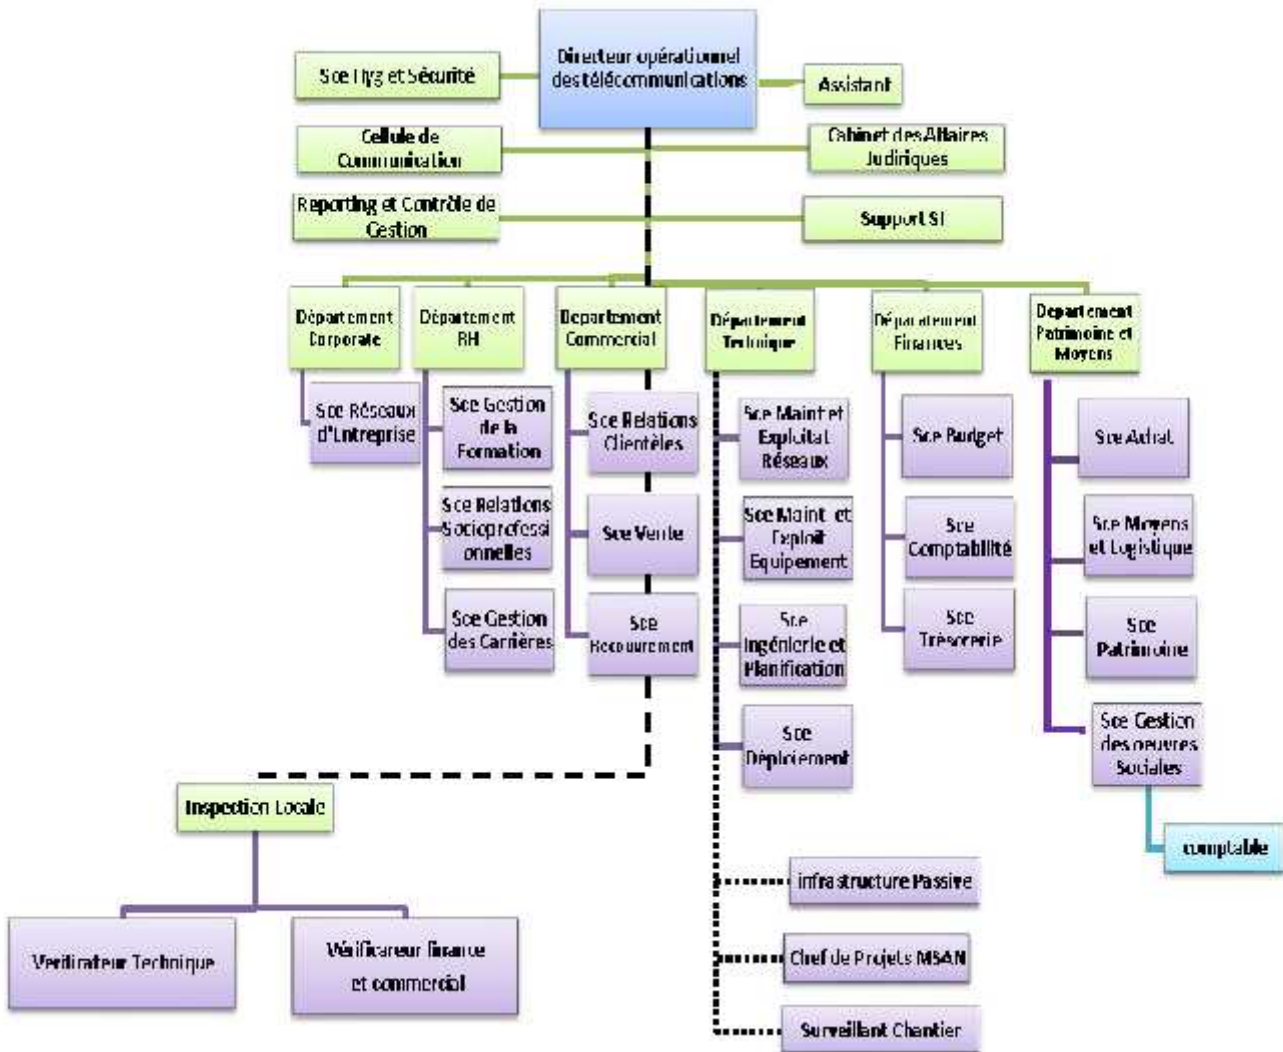 Directeur opérationnel
des télécommunications
Sce Hyg et Sécurité
Assistant
Cellule de
Communication
Cabinet des Affaires
Judiriques
Reporting et Contrôle de
Gestion
Support SI
Département
Corporate
Département
RH
Departement
Commercial
Département
Technique
Départatement
Finances
Departement
Patrimoine et
Moyens
Sce Réseaux
d'Entreprise
Sce Gestion
de la
Formation
Sce Relations
Socioprofessi
onnelles
Sce Gestion
des Carrières
Sce Relations
Clientèles
Sce Vente
Sce
Recouvrement
Sce Maint et
Exploitat
Réseaux
Sce Maint et
Exploit
Equipement
Sce
Ingénierie et
Planification
Sce
Déploiement
infrastructure Passive
Chef de Projets MSAN
Surveillant Chantier
Sce Budget
Sce
Comptabilité
Sce
Trésorerie
Sce Achat
Sce Moyens
et Logistique
Sce
Patrimoine
Sce Gestion
des oeuvres
Sociales
comptable
Inspection Locale
Technique
finance
et commercial